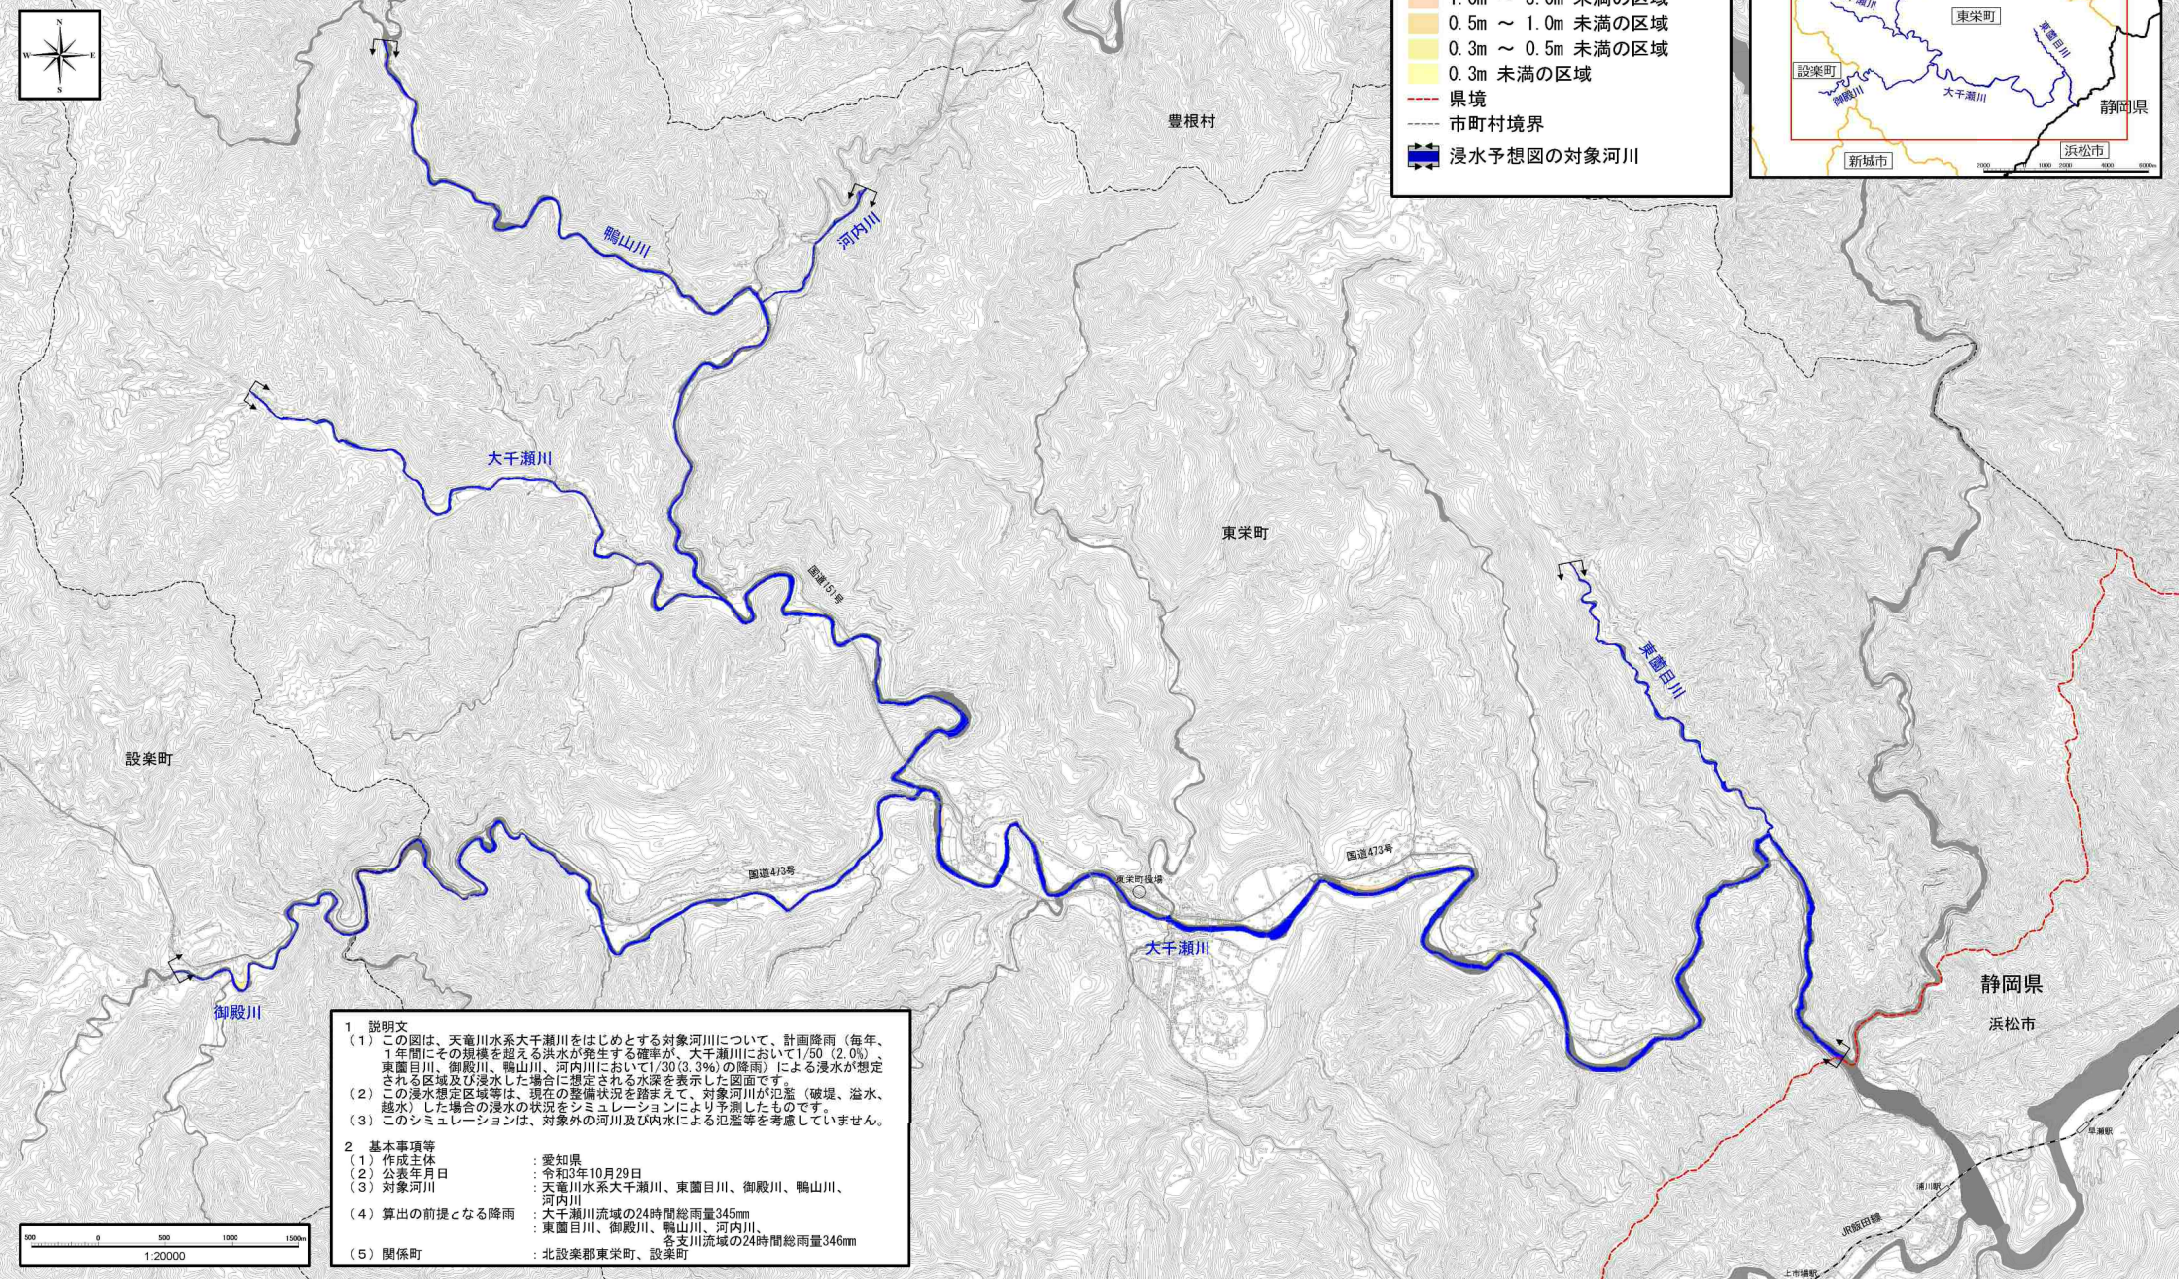 N
W E
S
0.5m ～ 1.0m 未満の区域
0.3m ～ 0.5m 未満の区域
0.3m 未満の区域
県境
市町村境界
浸水予想図の対象河川
東栄町
東薗目川
設楽町
御殿川
大千瀬川
静岡県
新城市
浜松市
豊根村
鴨山川
河内川
大千瀬川
東栄町
国道151号
東薗目川
設楽町
国道473号
国道473号
東栄町役場
大千瀬川
御殿川
静岡県
浜松市
早瀬駅
浦川駅
JR飯田線
上市場駅
1 説明文
（1）この図は、天竜川水系大千瀬川をはじめとする対象河川について、計画降雨（毎年、
1年間にその規模を超える洪水が発生する確率が、大千瀬川において1/50（2.0%）、
東薗目川、御殿川、鴨山川、河内川において1/30(3.3%)の降雨）による浸水が想定
される区域及び浸水した場合に想定される水深を表示した図面です。
（2）この浸水想定区域等は、現在の整備状況を踏まえて、対象河川が氾濫（破堤、溢水、
越水）した場合の浸水の状況をシミュレーションにより予測したものです。
（3）このシミュレーションは、対象外の河川及び内水による氾濫等を考慮していません。
2 基本事項等
（1）作成主体 ：愛知県
（2）公表年月日 ：令和3年10月29日
（3）対象河川 ：天竜川水系大千瀬川、東薗目川、御殿川、鴨山川、
河内川
（4）算出の前提となる降雨 ：大千瀬川流域の24時間総雨量345mm
：東薗目川、御殿川、鴨山川、河内川、
各支川流域の24時間総雨量346mm
（5）関係町 ：北設楽郡東栄町、設楽町
500 0 500 1000 1500m
1:20000